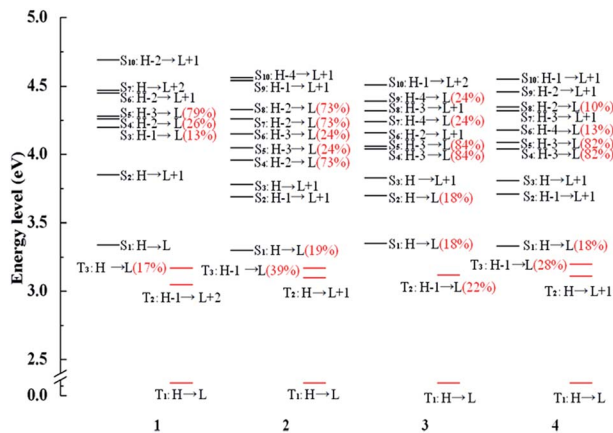 5.0
4.5
4.0
3.5
3.0
2.5
0.0
Energy level (eV)
S10: H-2→L+1
S7: H→L+2
S6: H-2→L+1
S5: H-3→L(79%)
S4: H-2→L(26%)
S3: H-1→L(13%)
S2: H→L+1
S1: H→L
T3: H →L(17%)
T2: H-1→L+2
T1: H→L
1
S10: H-4→L+1
S9: H-1→L+1
S8: H-2→L(73%)
S7: H-2→L(73%)
S6: H-3→L(24%)
S5: H-3→L(24%)
S4: H-2→L(73%)
S3: H→L+1
S2: H-1→L+1
S1: H→L(19%)
T3: H-1→L(39%)
T2: H→L+1
T1: H→L
2
S10: H-1→L+2
S9: H-4→L(24%)
S8: H-3→L+1
S7: H-4→L(24%)
S6: H-2→L+1
S5: H-3→L(84%)
S4: H-3→L(84%)
S3: H →L+1
S2: H→L(18%)
S1: H→L(18%)
T2: H-1→L(22%)
T1: H→L
3
S10: H-1→L+1
S9: H-2→L+1
S8: H-2→L(10%)
S7: H-3→L+1
S6: H-4→L(13%)
S5: H-3→L(82%)
S4: H-3→L(82%)
S3: H→L+1
S2: H-1→L+1
S1: H→L(18%)
T3: H-1→L(28%)
T2: H→L+1
T1: H→L
4